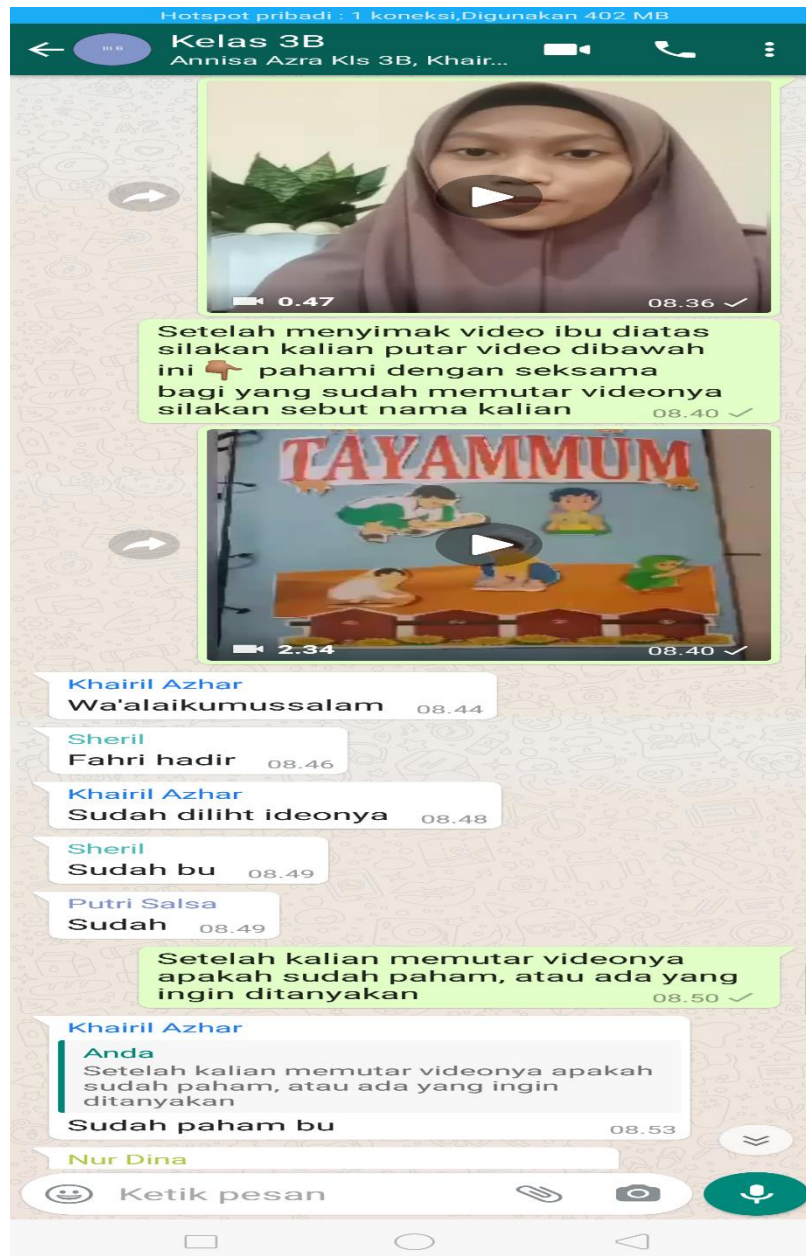 Hotspot pribadi : 1 koneksi,Digunakan 402 MB
III B
Kelas 3B
Annisa Azra Kls 3B, Khair...
0.47
08.36
Setelah menyimak video ibu diatas
silakan kalian putar video dibawah
ini 👇🏾 pahami dengan seksama
bagi yang sudah memutar videonya
silakan sebut nama kalian
08.40
TAYAMMUM
2.34
08.40
Khairil Azhar
Wa'alaikumussalam 08.44
Sheril
Fahri hadir 08.46
Khairil Azhar
Sudah diliht ideonya 08.48
Sheril
Sudah bu 08.49
Putri Salsa
Sudah 08.49
Setelah kalian memutar videonya
apakah sudah paham, atau ada yang
ingin ditanyakan 08.50
Khairil Azhar
Anda
Setelah kalian memutar videonya apakah
sudah paham, atau ada yang ingin
ditanyakan
Sudah paham bu 08.53
Nur Dina
Ketik pesan